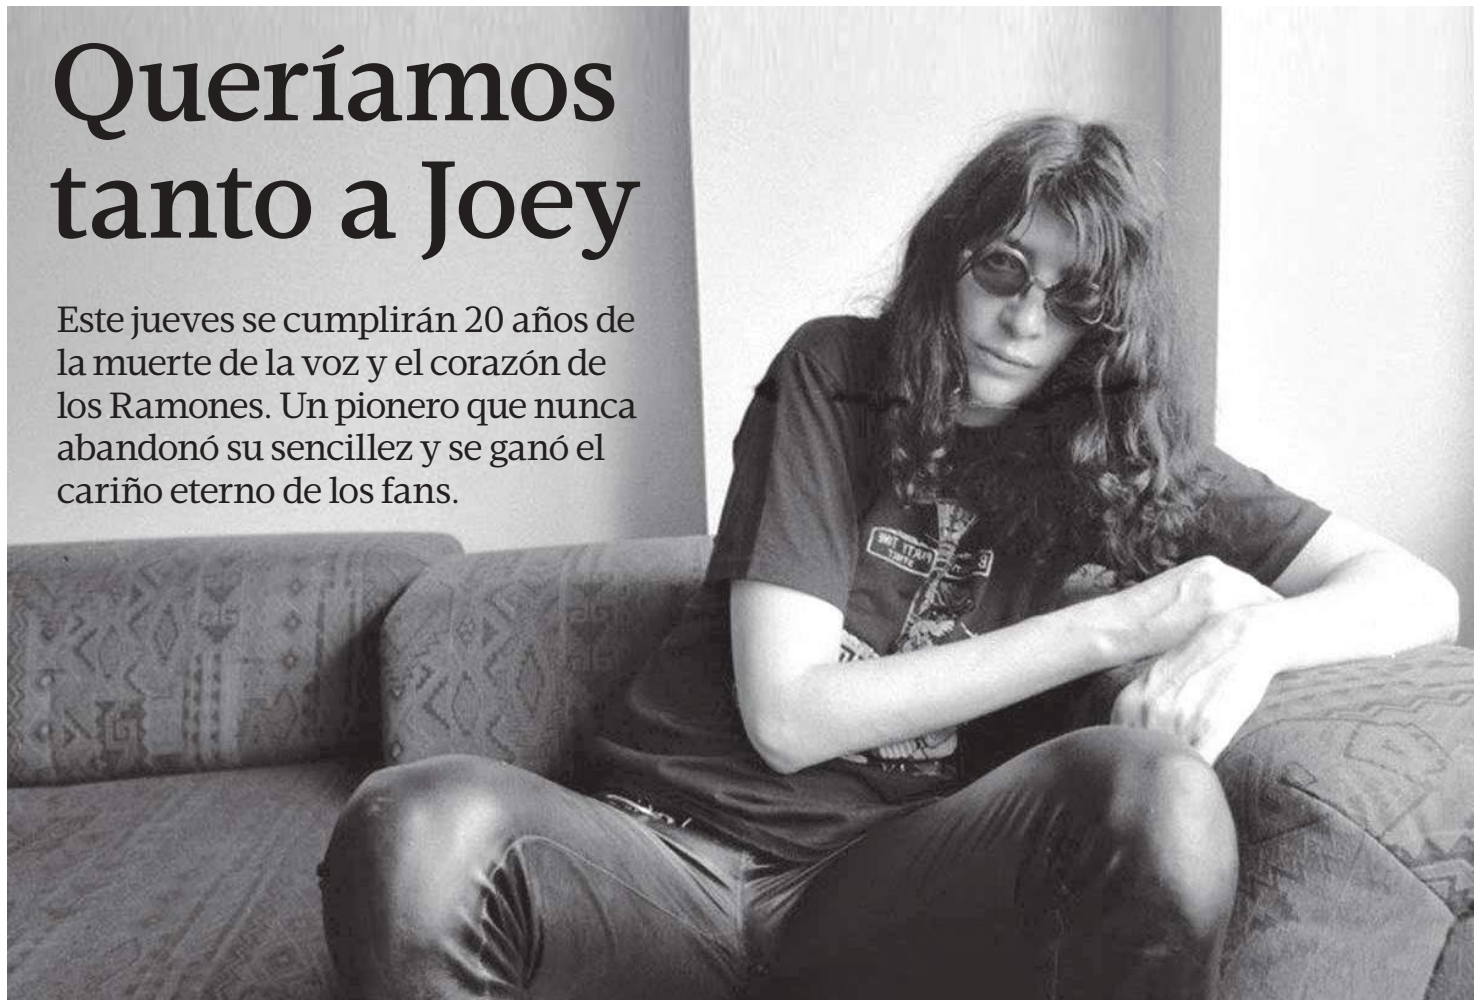 Queríamos
tanto a Joey
Este jueves se cumplirán 20 años de
la muerte de la voz y el corazón de
los Ramones. Un pionero que nunca
abandonó su sencillez y se ganó el
cariño eterno de los fans.